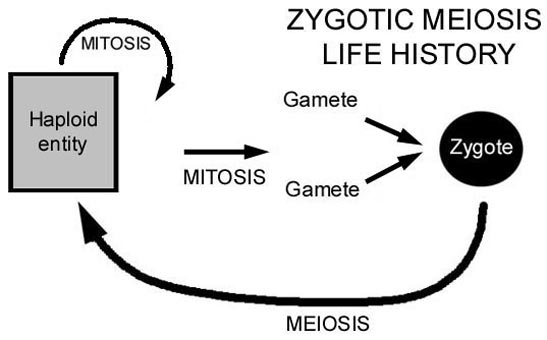 ZYGOTIC MEIOSIS
LIFE HISTORY
MITOSIS
Haploid
entity
MITOSIS
Gamete
Gamete
Zygote
MEIOSIS